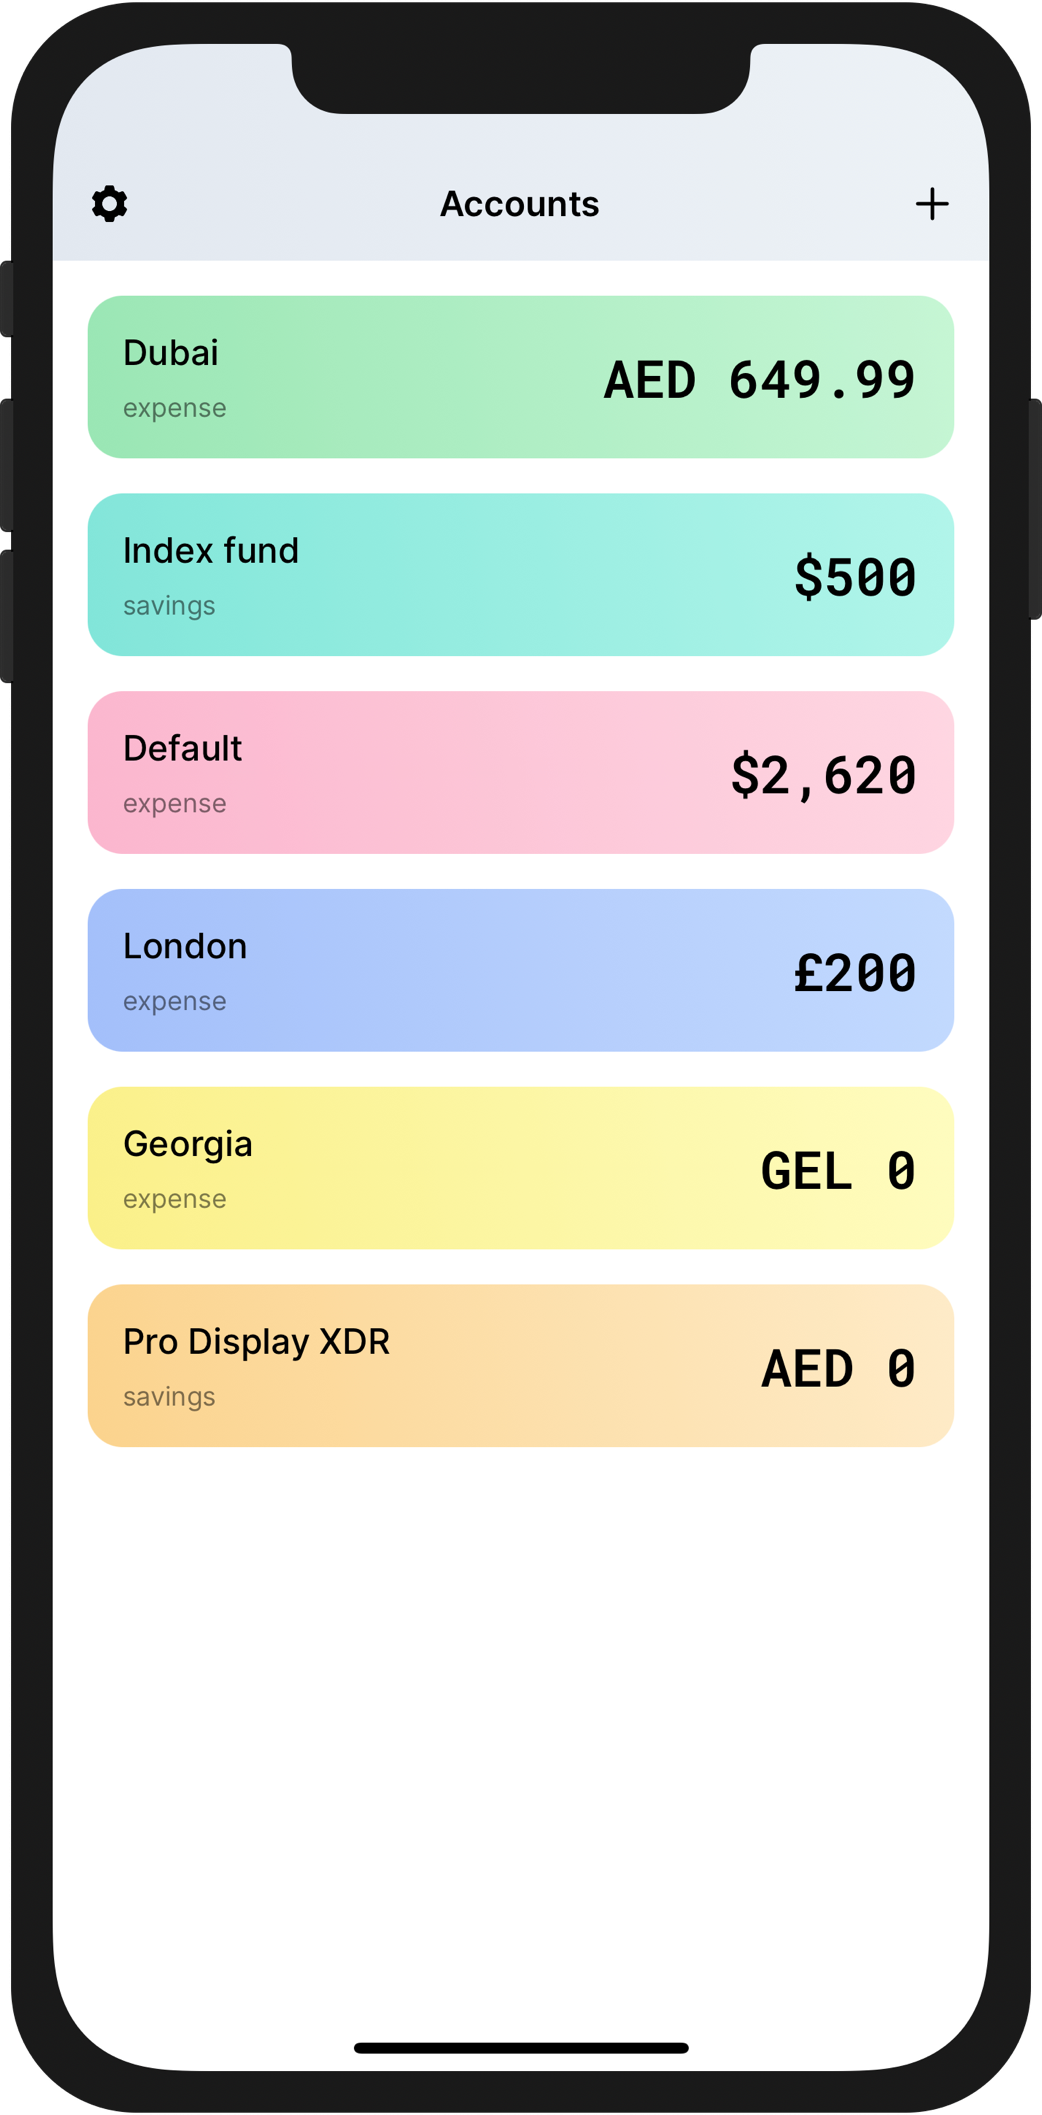 Accounts
Dubai
expense
AED 649.99
Index fund
savings
$500
Default
expense
$2,620
London
expense
£200
Georgia
expense
GEL 0
Pro Display XDR
savings
AED 0